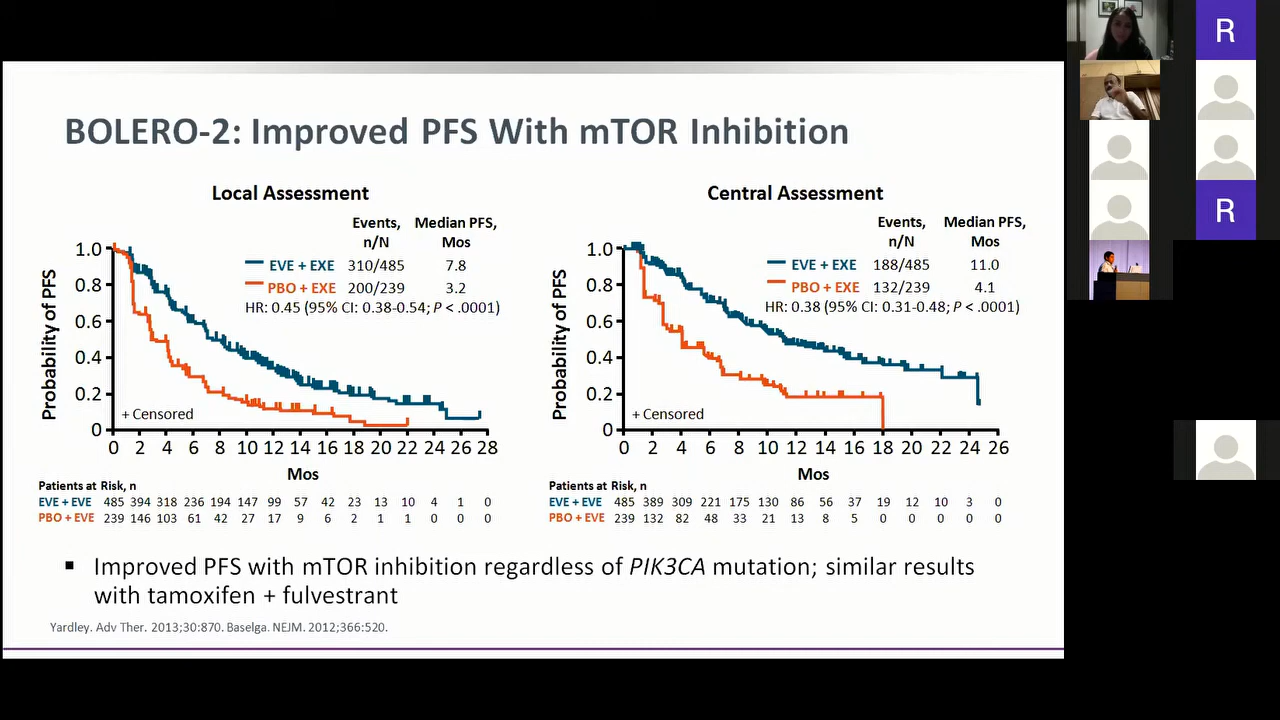 BOLERO-2: Improved PFS With mTOR Inhibition
Local Assessment
Events, n/N
Median PFS, Mos
EVE + EXE 310/485 7.8
PBO + EXE 200/239 3.2
HR: 0.45 (95% CI: 0.38-0.54; P < .0001)
Probability of PFS
1.0
0.8
0.6
0.4
0.2
0
+ Censored
0 2 4 6 8 10 12 14 16 18 20 22 24 26 28
Mos
Patients at Risk, n
EVE + EVE 485 394 318 236 194 147 99 57 42 23 13 10 4 1 0
PBO + EVE 239 146 103 61 42 27 17 9 6 2 1 1 0 0 0
Central Assessment
Events, n/N
Median PFS, Mos
EVE + EXE 188/485 11.0
PBO + EXE 132/239 4.1
HR: 0.38 (95% CI: 0.31-0.48; P < .0001)
Probability of PFS
1.0
0.8
0.6
0.4
0.2
0
+ Censored
0 2 4 6 8 10 12 14 16 18 20 22 24 26
Mos
Patients at Risk, n
EVE + EVE 485 389 309 221 175 130 86 56 37 19 12 10 3 0
PBO + EVE 239 132 82 48 33 21 13 8 5 0 0 0 0 0
▪ Improved PFS with mTOR inhibition regardless of PIK3CA mutation; similar results
with tamoxifen + fulvestrant
Yardley. Adv Ther. 2013;30:870. Baselga. NEJM. 2012;366:520.
R
R